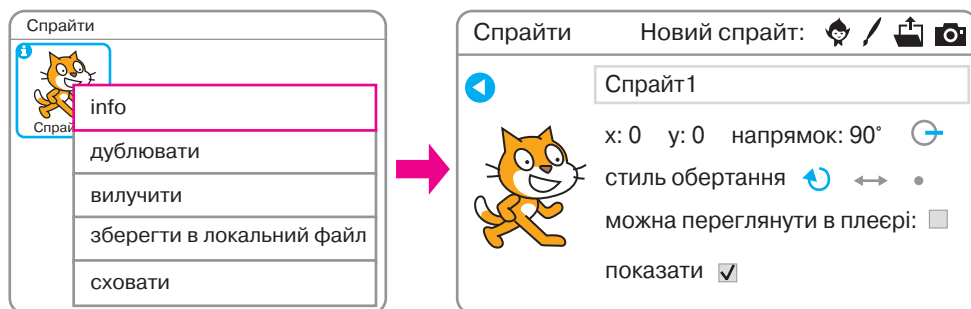 Спрайти
Спрай
info
дублювати
вилучити
зберегти в локальний файл
сховати
Спрайти Новий спрайт:
Спрайт1
x: 0 y: 0 напрямок: 90˚
стиль обертання
можна переглянути в плеєрі:
показати